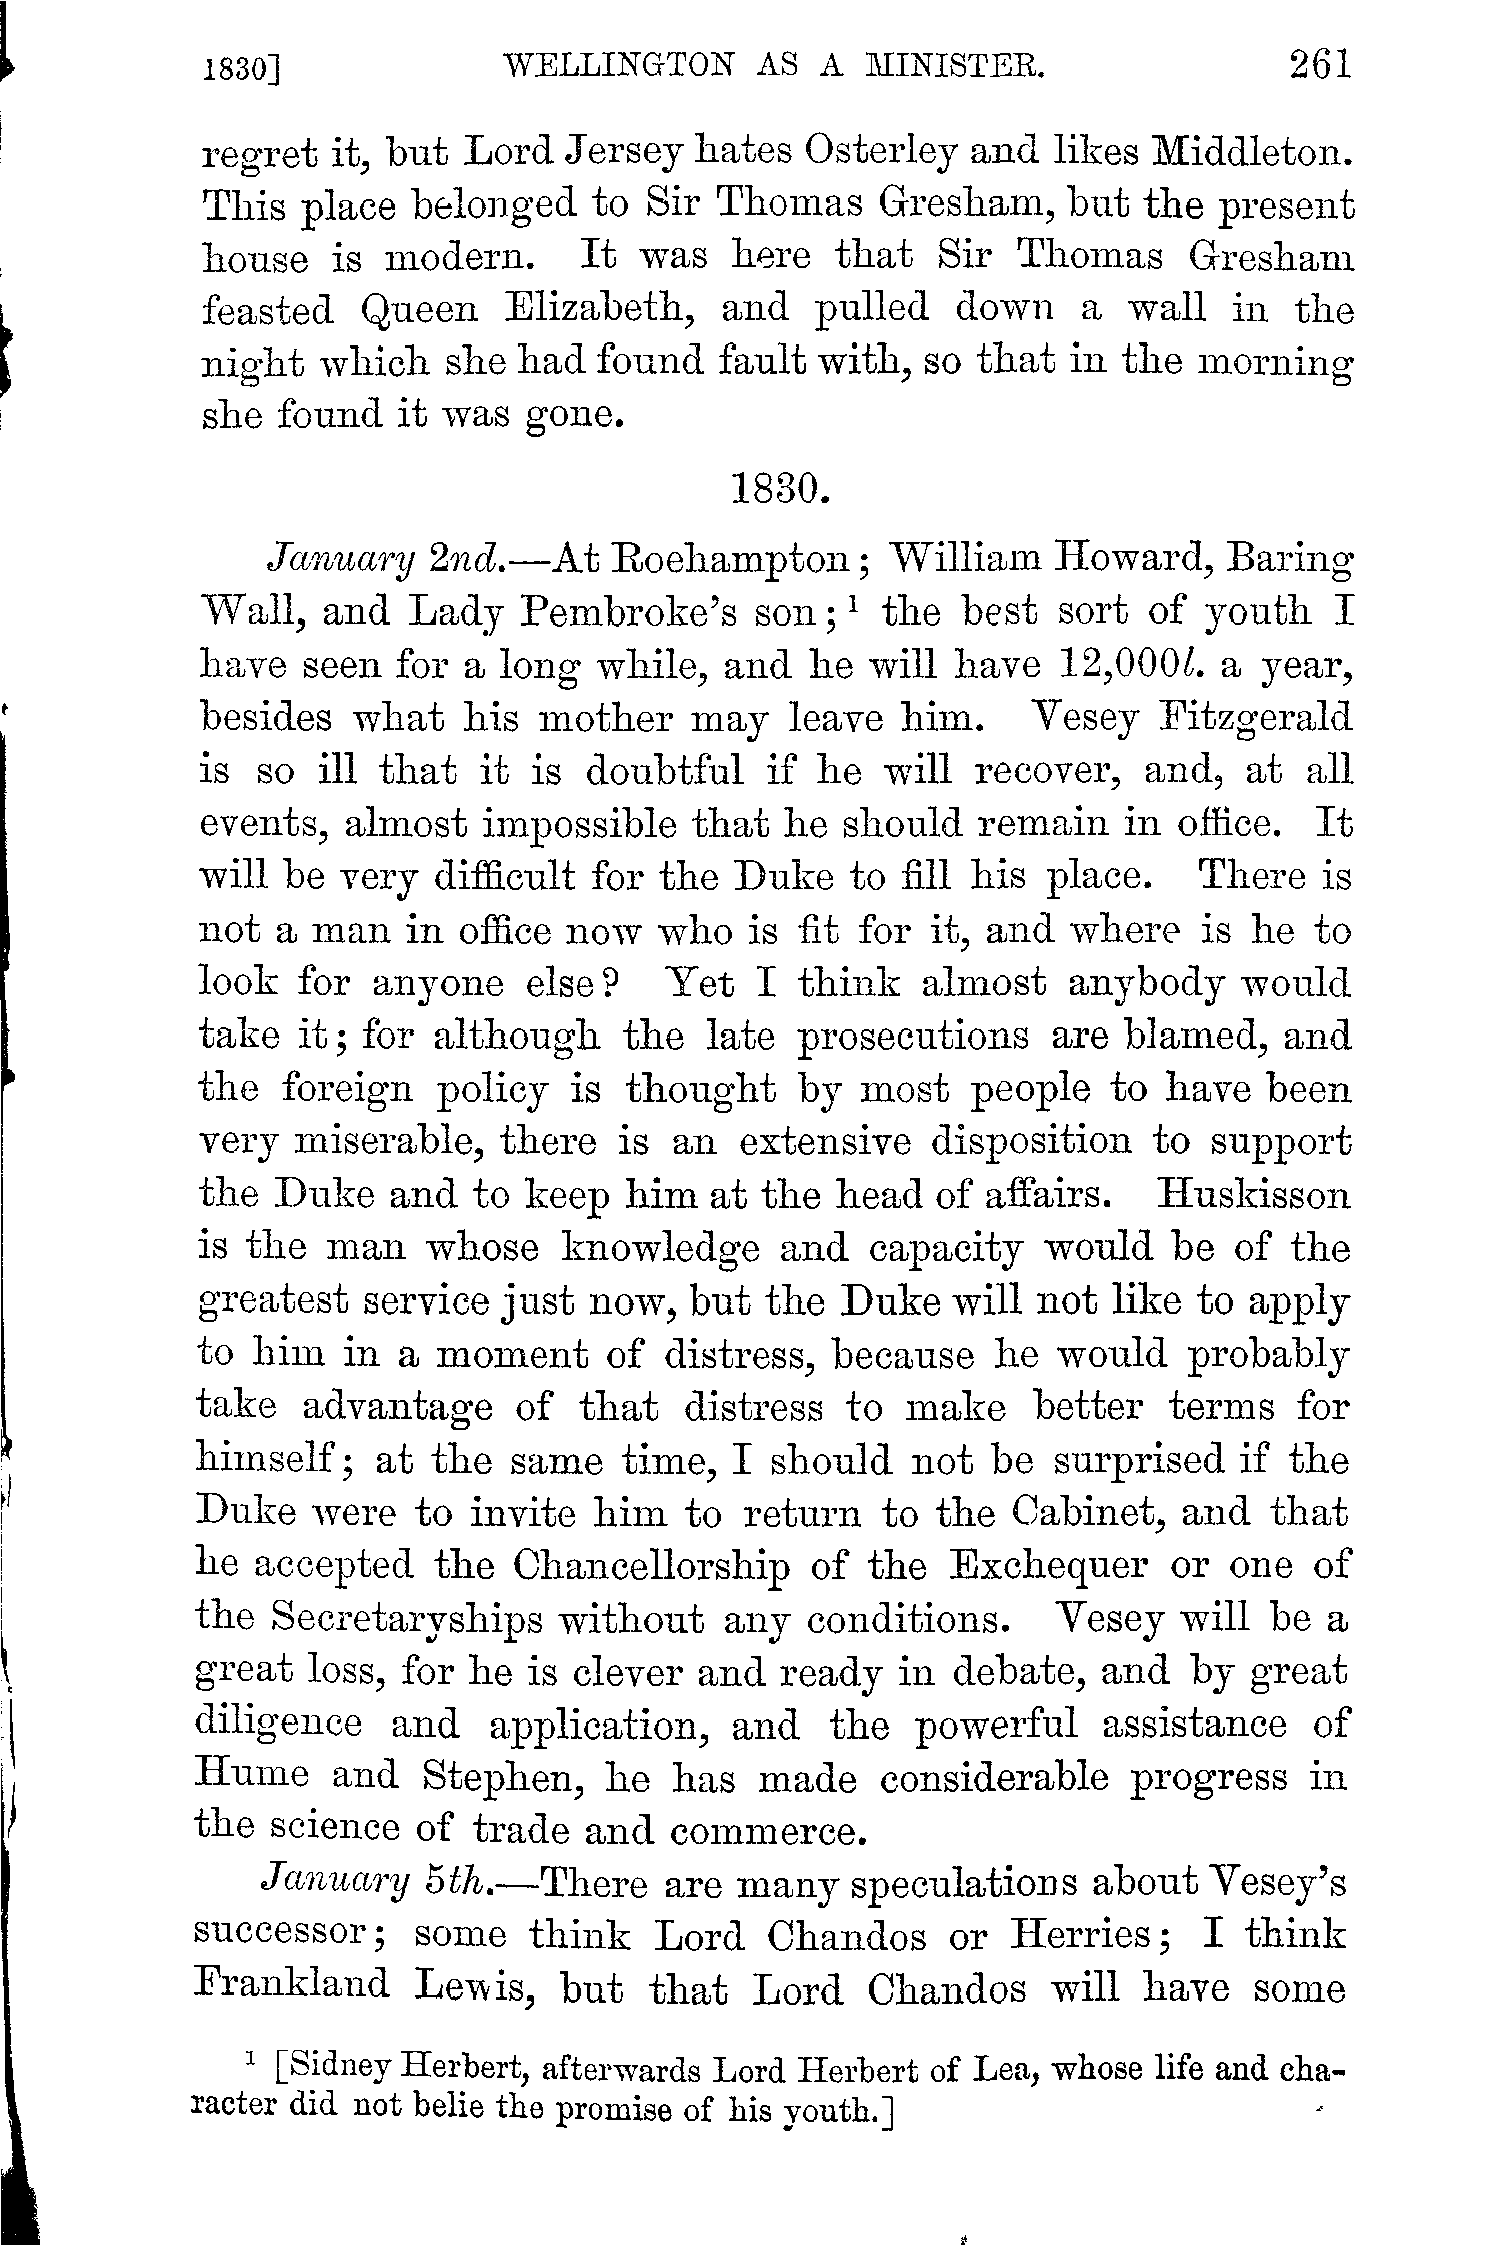 1830] WELLINGTON AS A MINISTER. 261
regret it, but Lord Jersey hates Osterley and likes Middleton.
This place belonged to Sir Thomas Gresham, but the present
house is modern. It was here that Sir Thomas Gresham
feasted Queen Elizabeth, and pulled down a wall in the
night which she had found fault with, so that in the morning
she found it was gone.
1830.
January 2nd.—At Roehampton; William Howard, Baring
Wall, and Lady Pembroke's son;¹ the best sort of youth I
have seen for a long while, and he will have 12,000l. a year,
besides what his mother may leave him. Vesey Fitzgerald
is so ill that it is doubtful if he will recover, and, at all
events, almost impossible that he should remain in office. It
will be very difficult for the Duke to fill his place. There is
not a man in office now who is fit for it, and where is he to
look for anyone else? Yet I think almost anybody would
take it; for although the late prosecutions are blamed, and
the foreign policy is thought by most people to have been
very miserable, there is an extensive disposition to support
the Duke and to keep him at the head of affairs. Huskisson
is the man whose knowledge and capacity would be of the
greatest service just now, but the Duke will not like to apply
to him in a moment of distress, because he would probably
take advantage of that distress to make better terms for
himself; at the same time, I should not be surprised if the
Duke were to invite him to return to the Cabinet, and that
he accepted the Chancellorship of the Exchequer or one of
the Secretaryships without any conditions. Vesey will be a
great loss, for he is clever and ready in debate, and by great
diligence and application, and the powerful assistance of
Hume and Stephen, he has made considerable progress in
the science of trade and commerce.
January 5th.—There are many speculations about Vesey's
successor; some think Lord Chandos or Herries; I think
Frankland Lewis, but that Lord Chandos will have some
¹ [Sidney Herbert, afterwards Lord Herbert of Lea, whose life and cha-
racter did not belie the promise of his youth.]